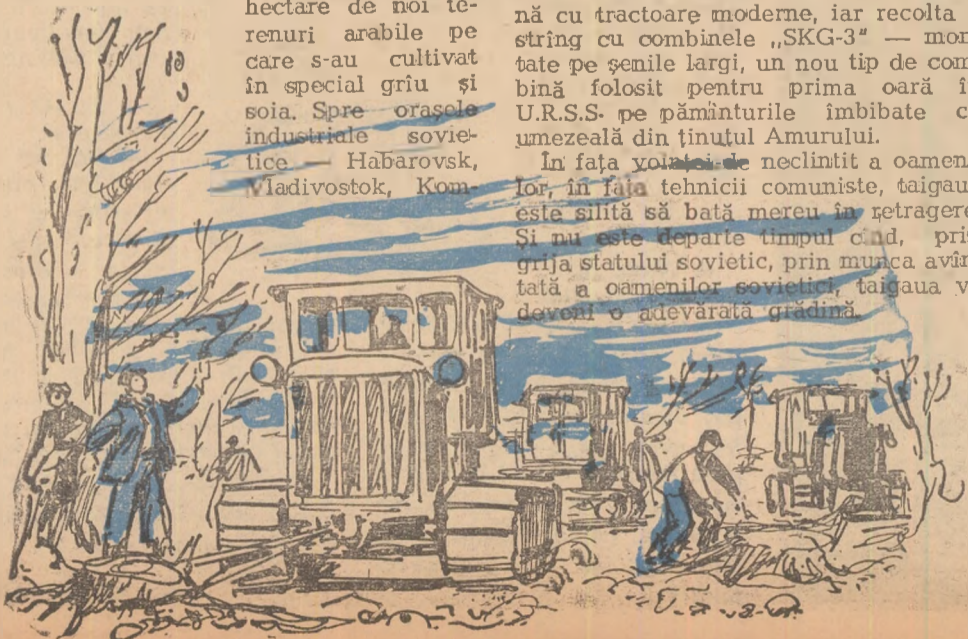 hectare de noi te-
renuri arabile pe
care s-au cultivat
în special grîu și
soia. Spre orașele
industriale sovie-
tice — Habarovsk,
Vladivostok, Kom-
nă cu tractoare moderne, iar recolta
string cu combinele „SKG-3" — mon
tate pe șenile largi, un nou tip de com
bină folosit pentru prima oară î
U.R.S.S. pe pămînturile îmbibate c
umezeală din ținutul Amurului.
În fața voinței de neclintit a oamen
lor, în fața tehnicii comuniste, taigau
este silită să bată mereu în retragere
Și nu este departe timpul cînd, pri
grija statului sovietic, prin munca avîn
tată a oamenilor sovietici, taigaua v
deveni o adevărată grădină.